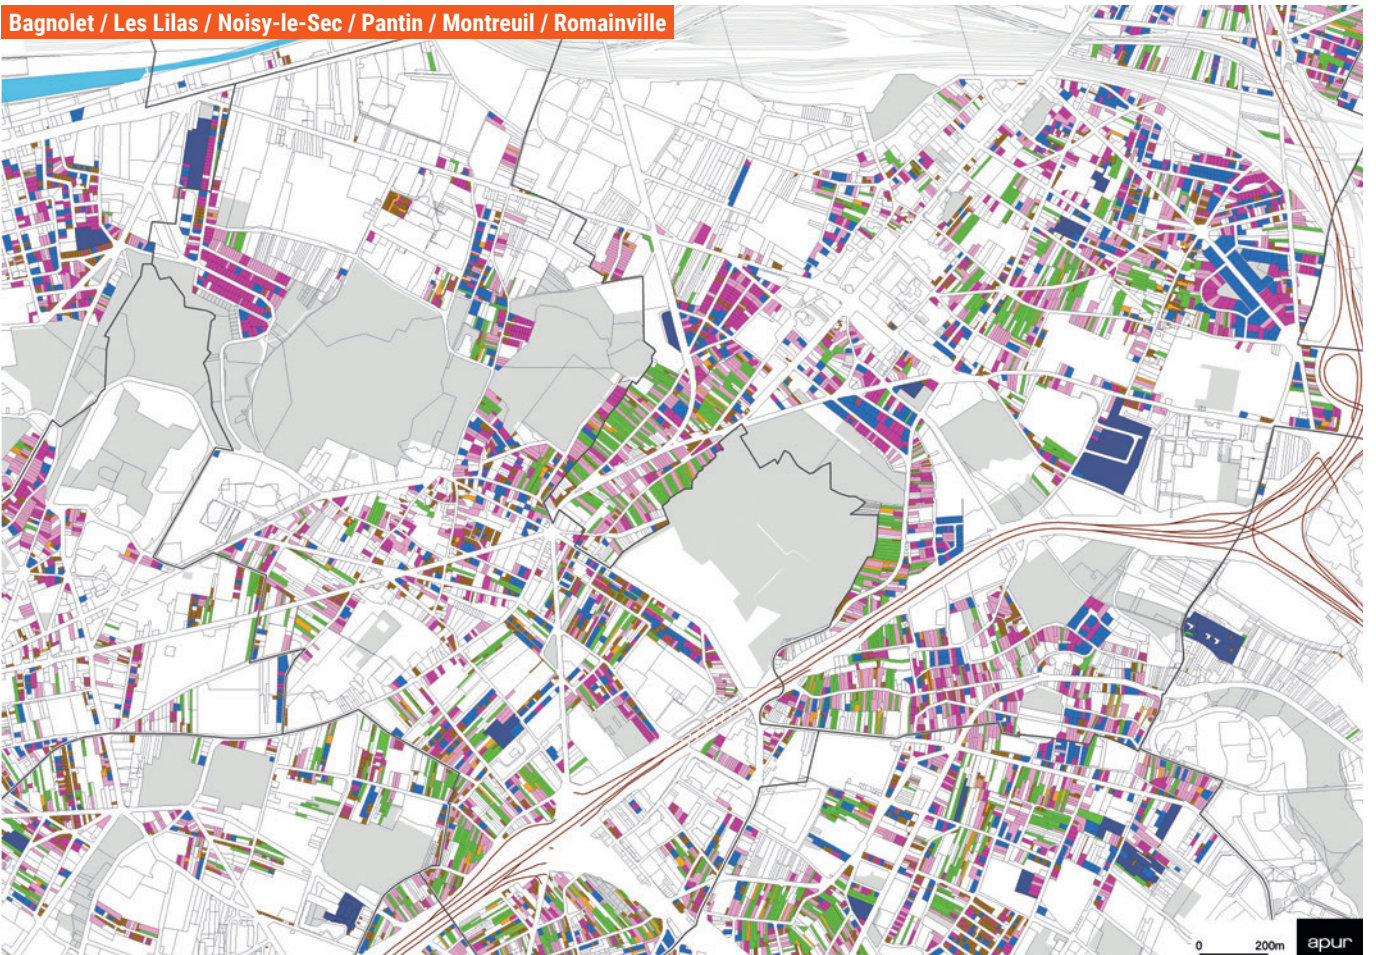 Bagnolet / Les Lilas / Noisy-le-Sec / Pantin / Montreuil / Romainville
0 200m
apur